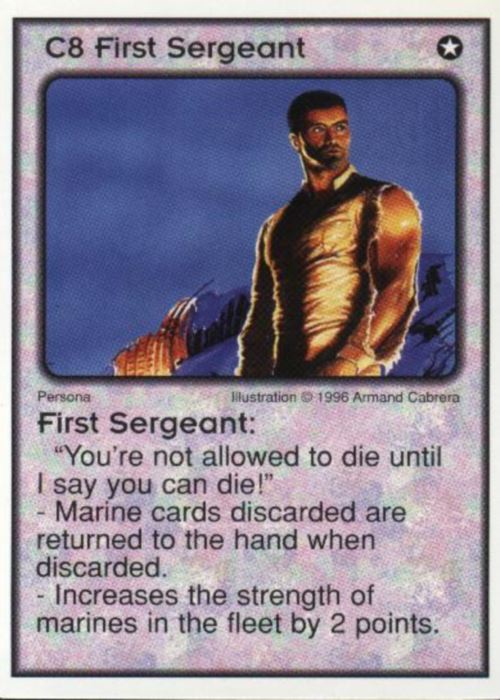 C8 First Sergeant
Persona
Illustration © 1996 Armand Cabrera
First Sergeant:
“You're not allowed to die until
I say you can die!”
- Marine cards discarded are
returned to the hand when
discarded.
- Increases the strength of
marines in the fleet by 2 points.